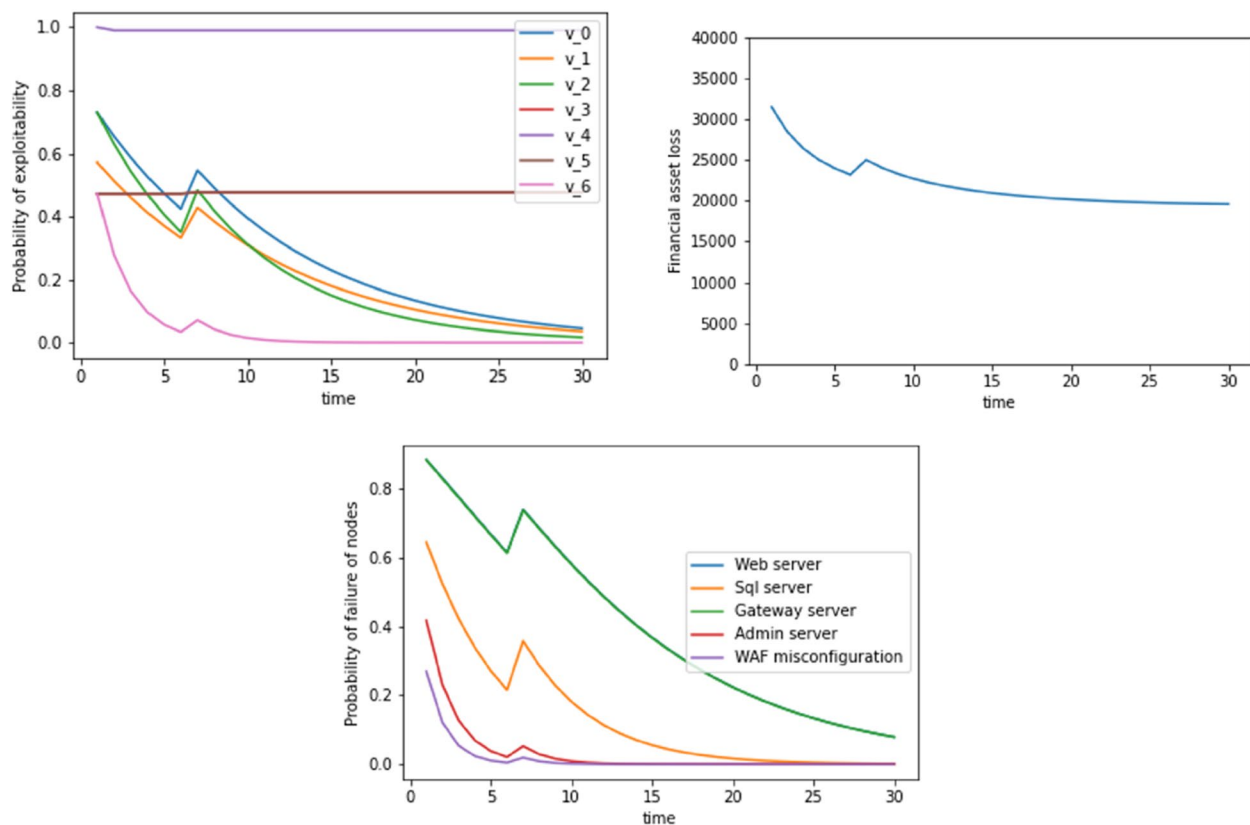 Probability of exploitability
1.0
0.8
0.6
0.4
0.2
0.0
0 5 10 15 20 25 30
time
v_0
v_1
v_2
v_3
v_4
v_5
v_6
Financial asset loss
40000
35000
30000
25000
20000
15000
10000
5000
0
0 5 10 15 20 25 30
time
Probability of failure of nodes
0.8
0.6
0.4
0.2
0.0
0 5 10 15 20 25 30
time
Web server
Sql server
Gateway server
Admin server
WAF misconfiguration